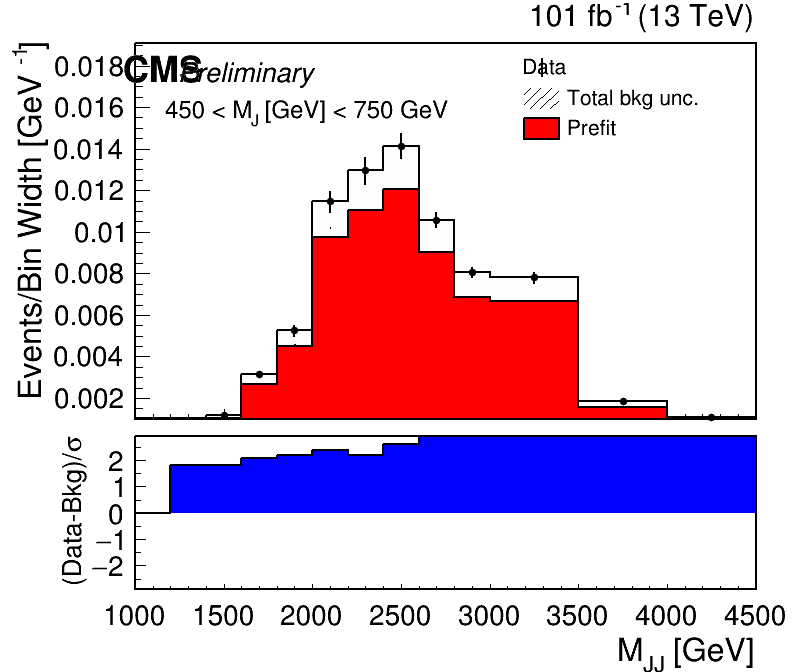 101 fb⁻¹ (13 TeV)
CMS Preliminary
450 < M_J [GeV] < 750 GeV
Data
Total bkg unc.
Prefit
Events/Bin Width [GeV⁻¹]
0.018
0.016
0.014
0.012
0.01
0.008
0.006
0.004
0.002
(Data-Bkg)/σ
2
1
0
−1
−2
1000 1500 2000 2500 3000 3500 4000 4500
M_JJ [GeV]